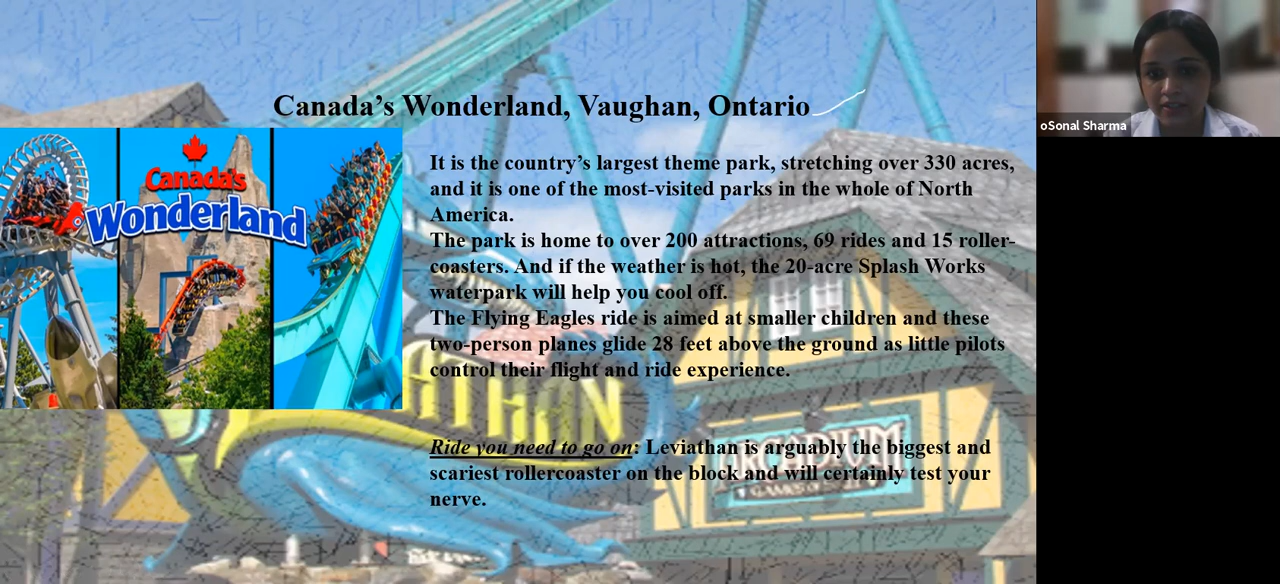 Canada's Wonderland, Vaughan, Ontario
oSonal Sharma
Canada's
Wonderland
It is the country's largest theme park, stretching over 330 acres,
and it is one of the most-visited parks in the whole of North
America.
The park is home to over 200 attractions, 69 rides and 15 roller-
coasters. And if the weather is hot, the 20-acre Splash Works
waterpark will help you cool off.
The Flying Eagles ride is aimed at smaller children and these
two-person planes glide 28 feet above the ground as little pilots
control their flight and ride experience.
Ride you need to go on: Leviathan is arguably the biggest and
scariest rollercoaster on the block and will certainly test your
nerve.